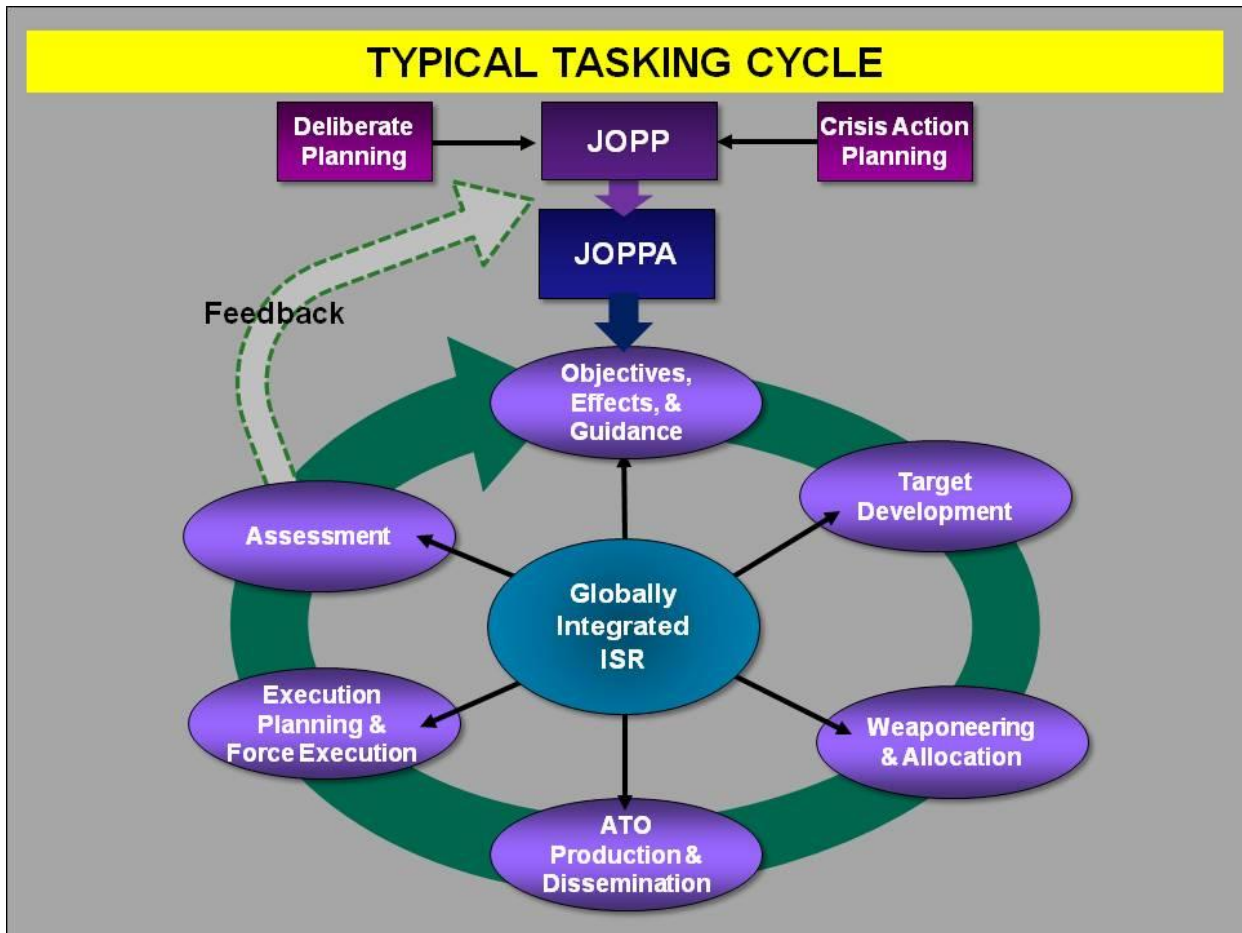 TYPICAL TASKING CYCLE
Deliberate
Planning
JOPP
Crisis Action
Planning
JOPPA
Feedback
Objectives,
Effects, &
Guidance
Target
Development
Assessment
Globally
Integrated
ISR
Execution
Planning &
Force Execution
Weaponeering
& Allocation
ATO
Production &
Dissemination